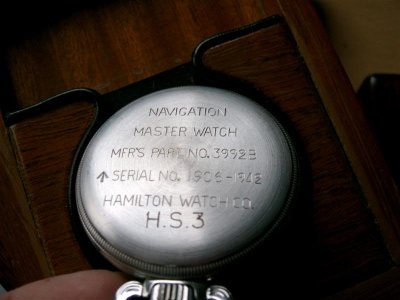 NAVIGATION
MASTER WATCH
MFR'S PART NO. 39923
↑ SERIAL NO. 1906-1942
HAMILTON WATCH CO.
H.S.3